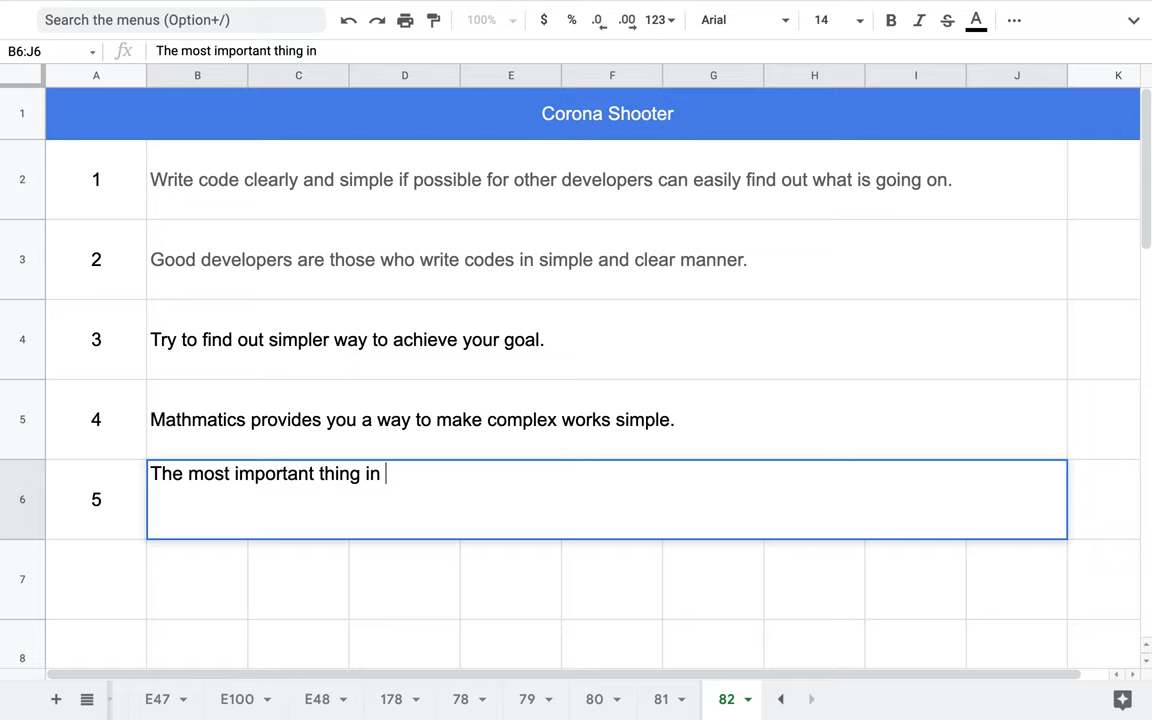 Search the menus (Option+/) 100% $ % .0 .00 123 Arial 14 B I S A
B6:J6 fx The most important thing in
A B C D E F G H I J K
1 Corona Shooter
2 1 Write code clearly and simple if possible for other developers can easily find out what is going on.
3 2 Good developers are those who write codes in simple and clear manner.
4 3 Try to find out simpler way to achieve your goal.
5 4 Mathmatics provides you a way to make complex works simple.
6 5 The most important thing in
7
8
+ E47 E100 E48 178 78 79 80 81 82